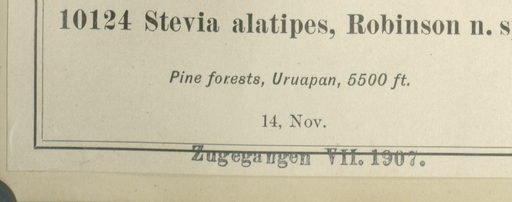 10124 Stevia alatipes, Robinson n. s
Pine forests, Uruapan, 5500 ft.
14, Nov.
Zugegangen VII. 1907.